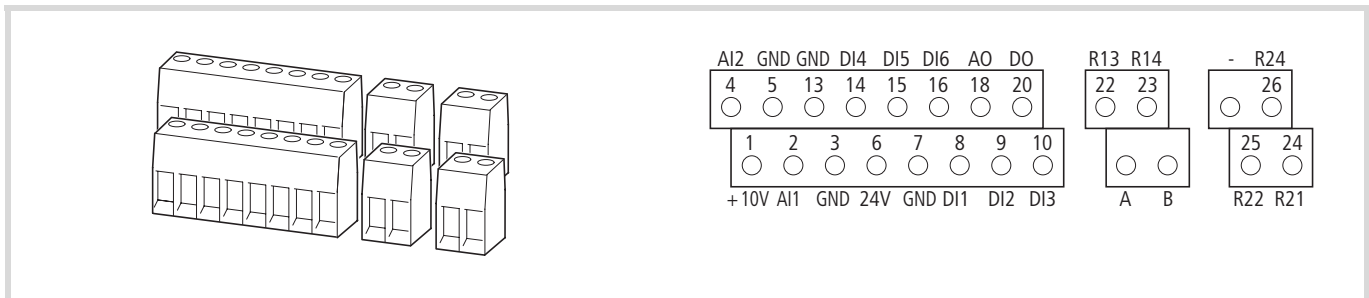 AI2 GND GND DI4 DI5 DI6 AO DO R13 R14 - R24
4 5 13 14 15 16 18 20 22 23 26
1 2 3 6 7 8 9 10 25 24
+10V AI1 GND 24V GND DI1 DI2 DI3 A B R22 R21